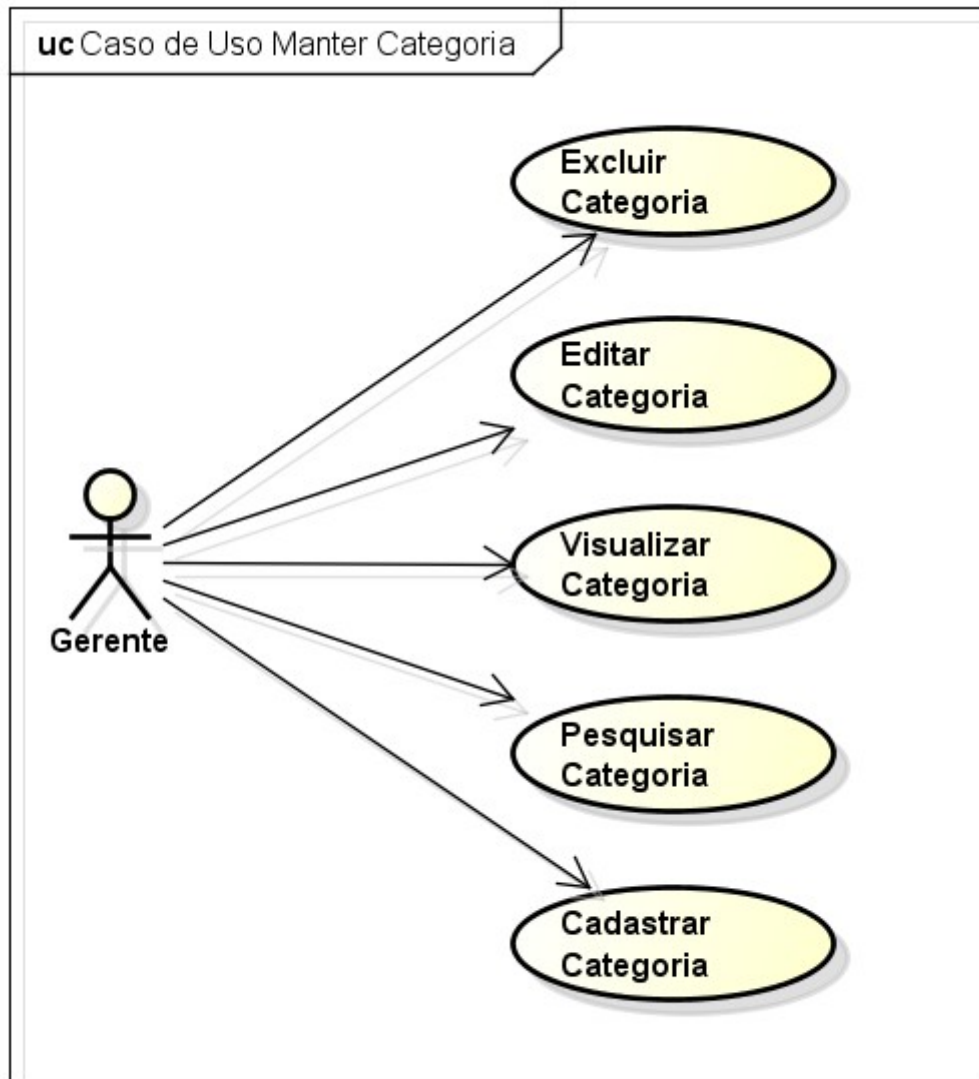 uc Caso de Uso Manter Categoria
Excluir
Categoria
Editar
Categoria
Visualizar
Categoria
Gerente
Pesquisar
Categoria
Cadastrar
Categoria